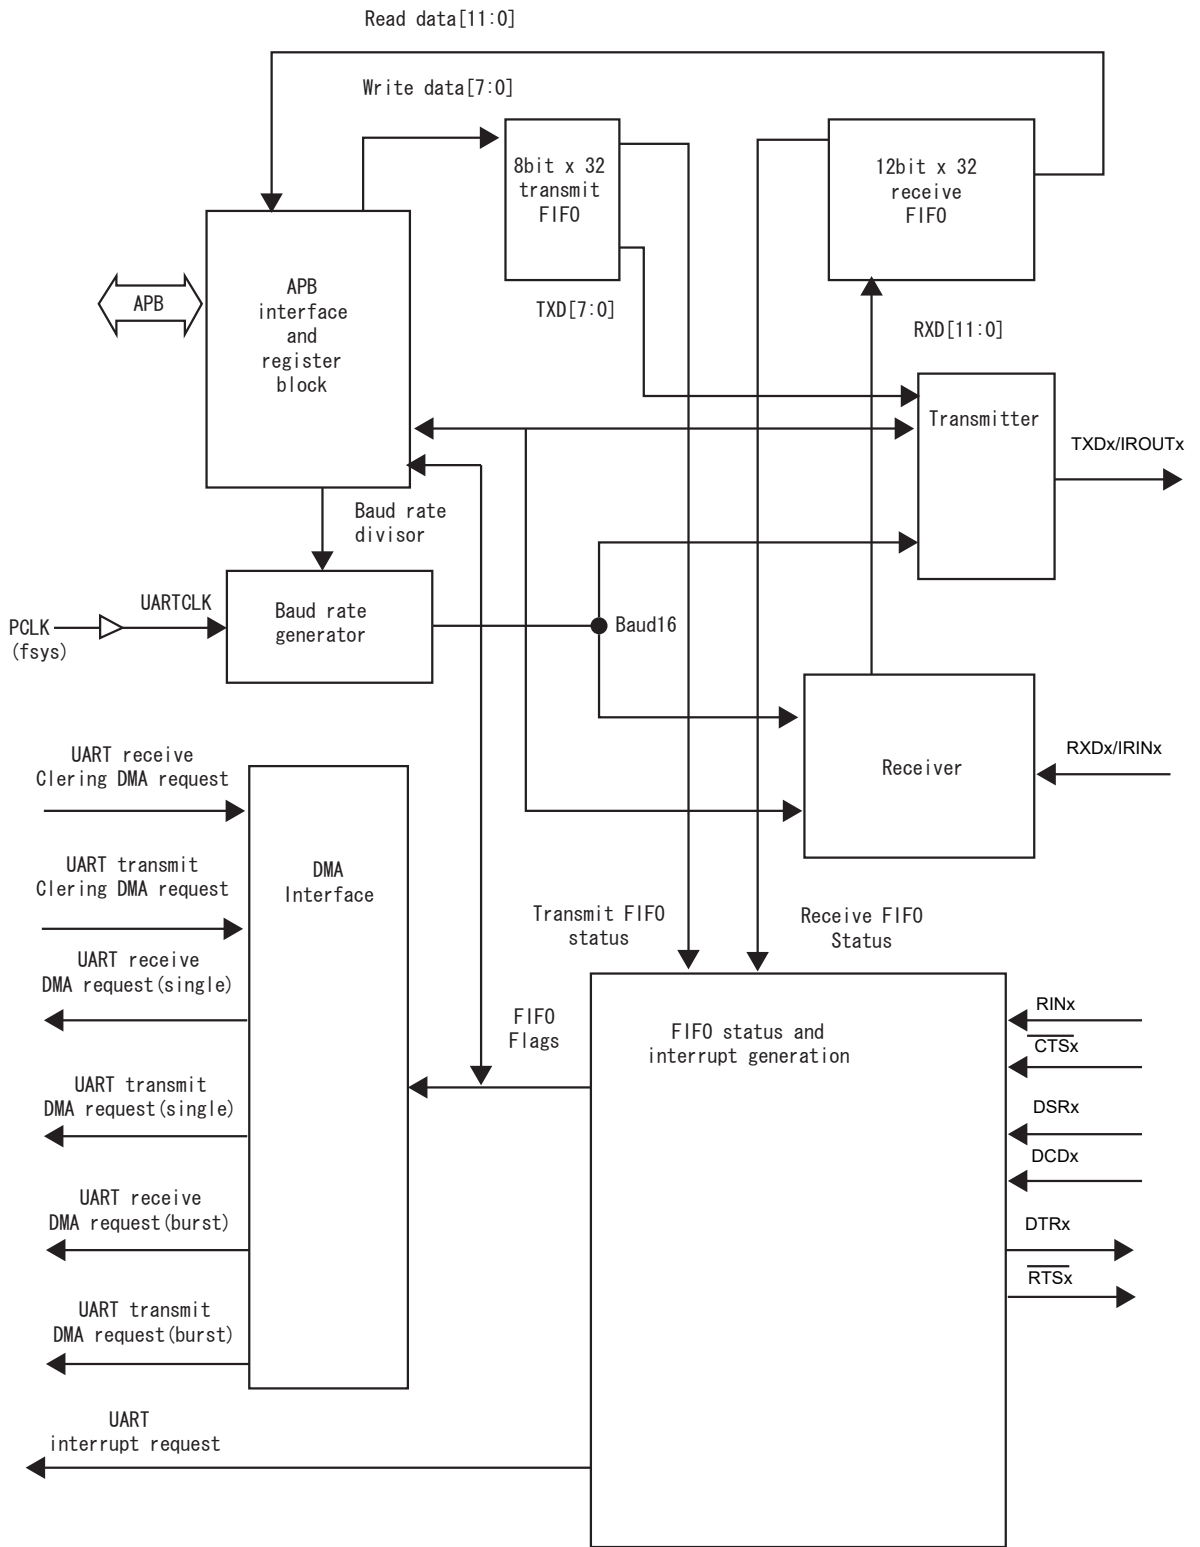 Read data[11:0]
Write data[7:0]
8bit x 32
transmit
FIFO
12bit x 32
receive
FIFO
APB
APB
interface
and
register
block
TXD[7:0]
RXD[11:0]
Transmitter
TXDx/IROUTx
Baud rate
divisor
UARTCLK
PCLK
(fsys)
Baud rate
generator
Baud16
UART receive
Clering DMA request
RXDx/IRINx
Receiver
UART transmit
Clering DMA request
DMA
Interface
Transmit FIFO
status
Receive FIFO
Status
UART receive
DMA request(single)
FIFO
Flags
FIFO status and
interrupt generation
RINx
CTSx
UART transmit
DMA request(single)
DSRx
DCDx
UART receive
DMA request(burst)
DTRx
RTSx
UART transmit
DMA request(burst)
UART
interrupt request